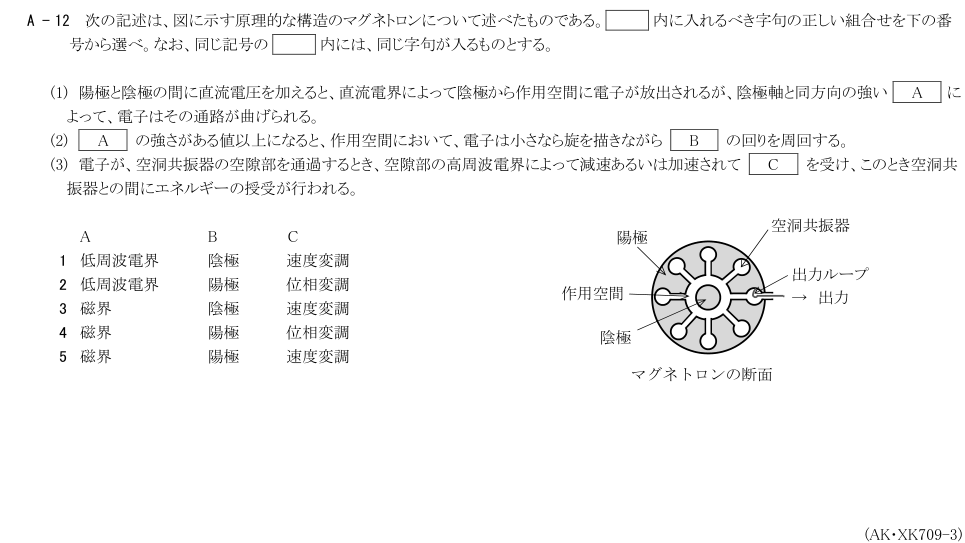 A － 12　次の記述は、図に示す原理的な構造のマグネトロンについて述べたものである。　　　内に入れるべき字句の正しい組合せを下の番
号から選べ。なお、同じ記号の　　　内には、同じ字句が入るものとする。
(1) 陽極と陰極の間に直流電圧を加えると、直流電界によって陰極から作用空間に電子が放出されるが、陰極軸と同方向の強い A に
よって、電子はその通路が曲げられる。
(2) A の強さがある値以上になると、作用空間において、電子は小さなら旋を描きながら B の回りを周回する。
(3) 電子が、空洞共振器の空隙部を通過するとき、空隙部の高周波電界によって減速あるいは加速されて C を受け、このとき空洞共
振器との間にエネルギーの授受が行われる。
A B C
1 低周波電界 陰極 速度変調
2 低周波電界 陽極 位相変調
3 磁界 陰極 速度変調
4 磁界 陽極 位相変調
5 磁界 陽極 速度変調
空洞共振器
陽極
出力ループ
作用空間
→ 出力
陰極
マグネトロンの断面
(AK・XK709-3)